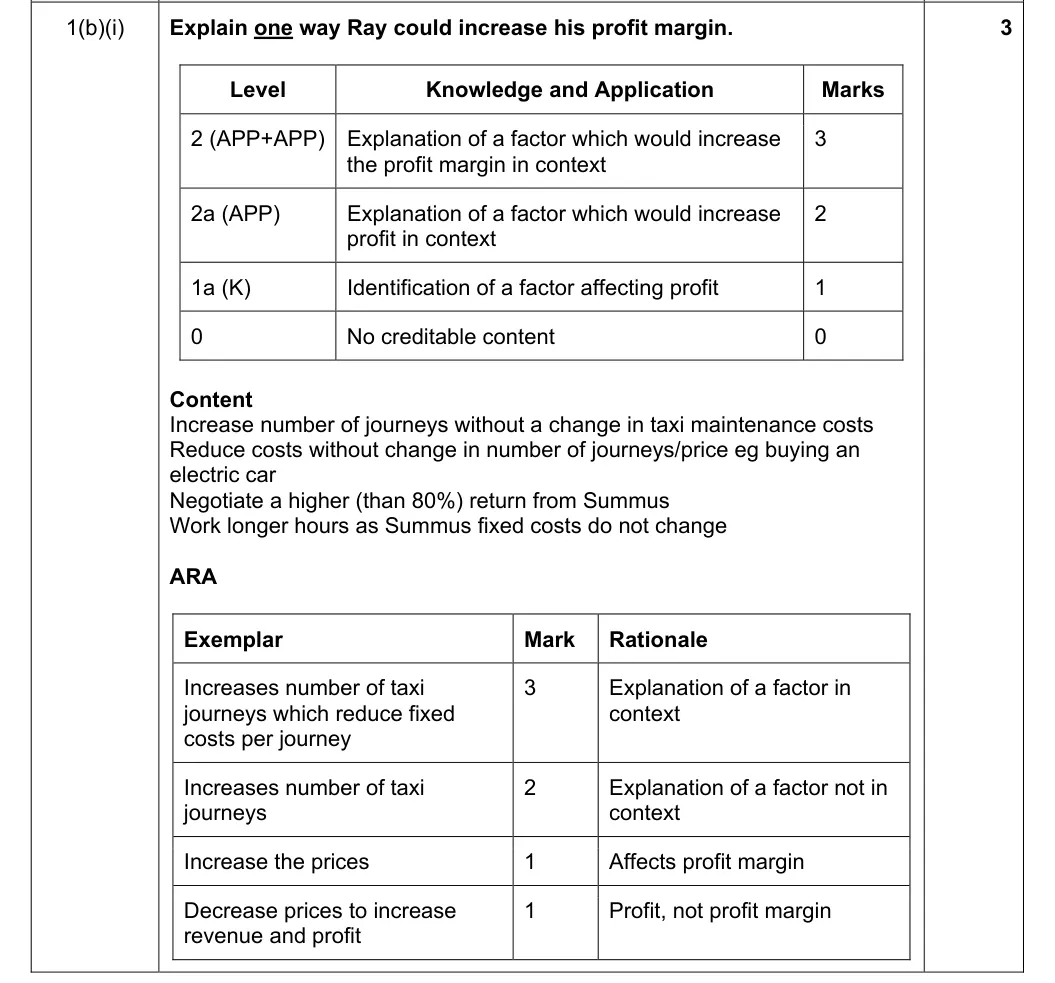 1(b)(i)
Explain one way Ray could increase his profit margin.
3
Level
Knowledge and Application
Marks
2 (APP+APP)
Explanation of a factor which would increase
the profit margin in context
3
2a (APP)
Explanation of a factor which would increase
profit in context
2
1a (K)
Identification of a factor affecting profit
1
0
No creditable content
0
Content
Increase number of journeys without a change in taxi maintenance costs
Reduce costs without change in number of journeys/price eg buying an
electric car
Negotiate a higher (than 80%) return from Summus
Work longer hours as Summus fixed costs do not change
ARA
Exemplar
Mark
Rationale
Increases number of taxi
journeys which reduce fixed
costs per journey
3
Explanation of a factor in
context
Increases number of taxi
journeys
2
Explanation of a factor not in
context
Increase the prices
1
Affects profit margin
Decrease prices to increase
revenue and profit
1
Profit, not profit margin